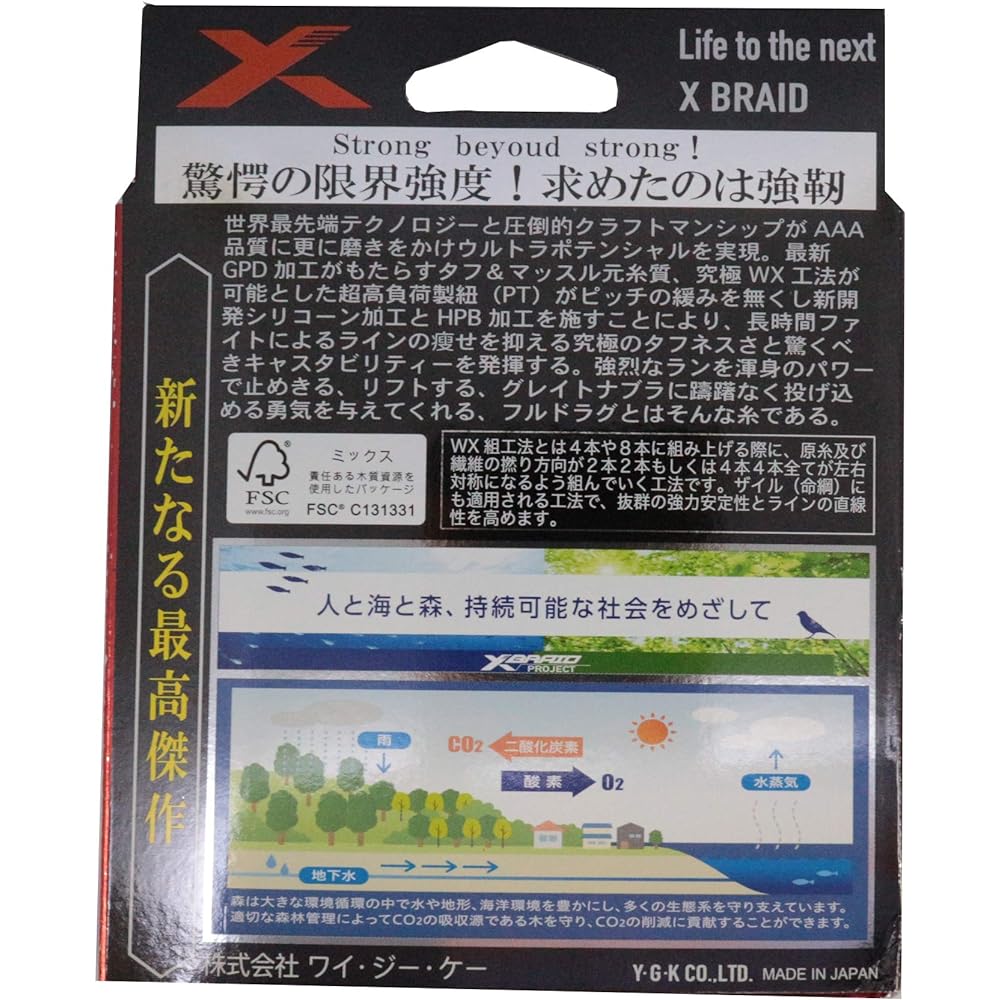 Life to the next
X BRAID
Strong beyoud strong!
驚愕の限界強度！求めたのは強靭
世界最先端テクノロジーと圧倒的クラフトマンシップが AAA
品質に更に磨きをかけウルトラポテンシャルを実現。最新
GPD 加工がもたらすタフ＆マッスル元糸質、究極 WX 工法が
可能とした超高負荷製紐（PT）がピッチの緩みを無くし新開
発シリコーン加工と HPB 加工を施すことにより、長時間ファ
イトによるラインの痩せを抑える究極のタフネスさと驚くべ
きキャスタビリティーを発揮する。強烈なランを渾身のパワー
で止めきる、リフトする、グレイトナブラに躊躇なく投げ込
める勇気を与えてくれる、フルドラグとはそんな糸である。
新たなる最高傑作
FSC
www.fsc.org
ミックス
責任ある木質資源を
使用したパッケージ
FSC® C131331
WX 組工法とは４本や８本に組み上げる際に、原糸及び
繊維の撚り方向が２本２本もしくは４本４本全てが左右
対称になるよう組んでいく工法です。ザイル（命綱）に
も適用される工法で、抜群の強力安定性とラインの直線
性を高めます。
人と海と森、持続可能な社会をめざして
XBRAID
PROJECT
雨
CO2 二酸化炭素
酸素 O2
水蒸気
地下水
森は大きな環境循環の中で水や地形、海洋環境を豊かにし、多くの生態系を守り支えています。
適切な森林管理によってCO2の吸収源である木を守り、CO2の削減に貢献することができます。
株式会社 ワイ・ジー・ケー
Y・G・K CO.,LTD. MADE IN JAPAN